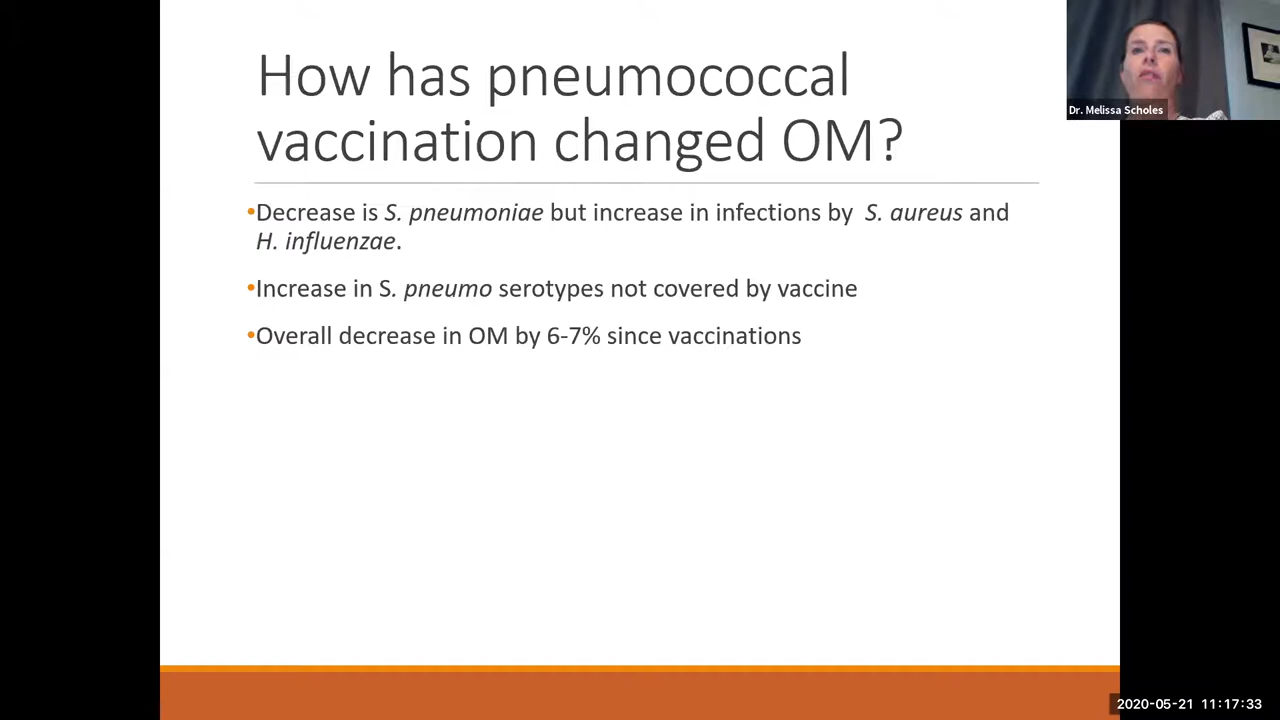 How has pneumococcal
vaccination changed OM?
•Decrease is S. pneumoniae but increase in infections by S. aureus and
H. influenzae.
•Increase in S. pneumo serotypes not covered by vaccine
•Overall decrease in OM by 6-7% since vaccinations
Dr. Melissa Scholes
2020-05-21 11:17:33